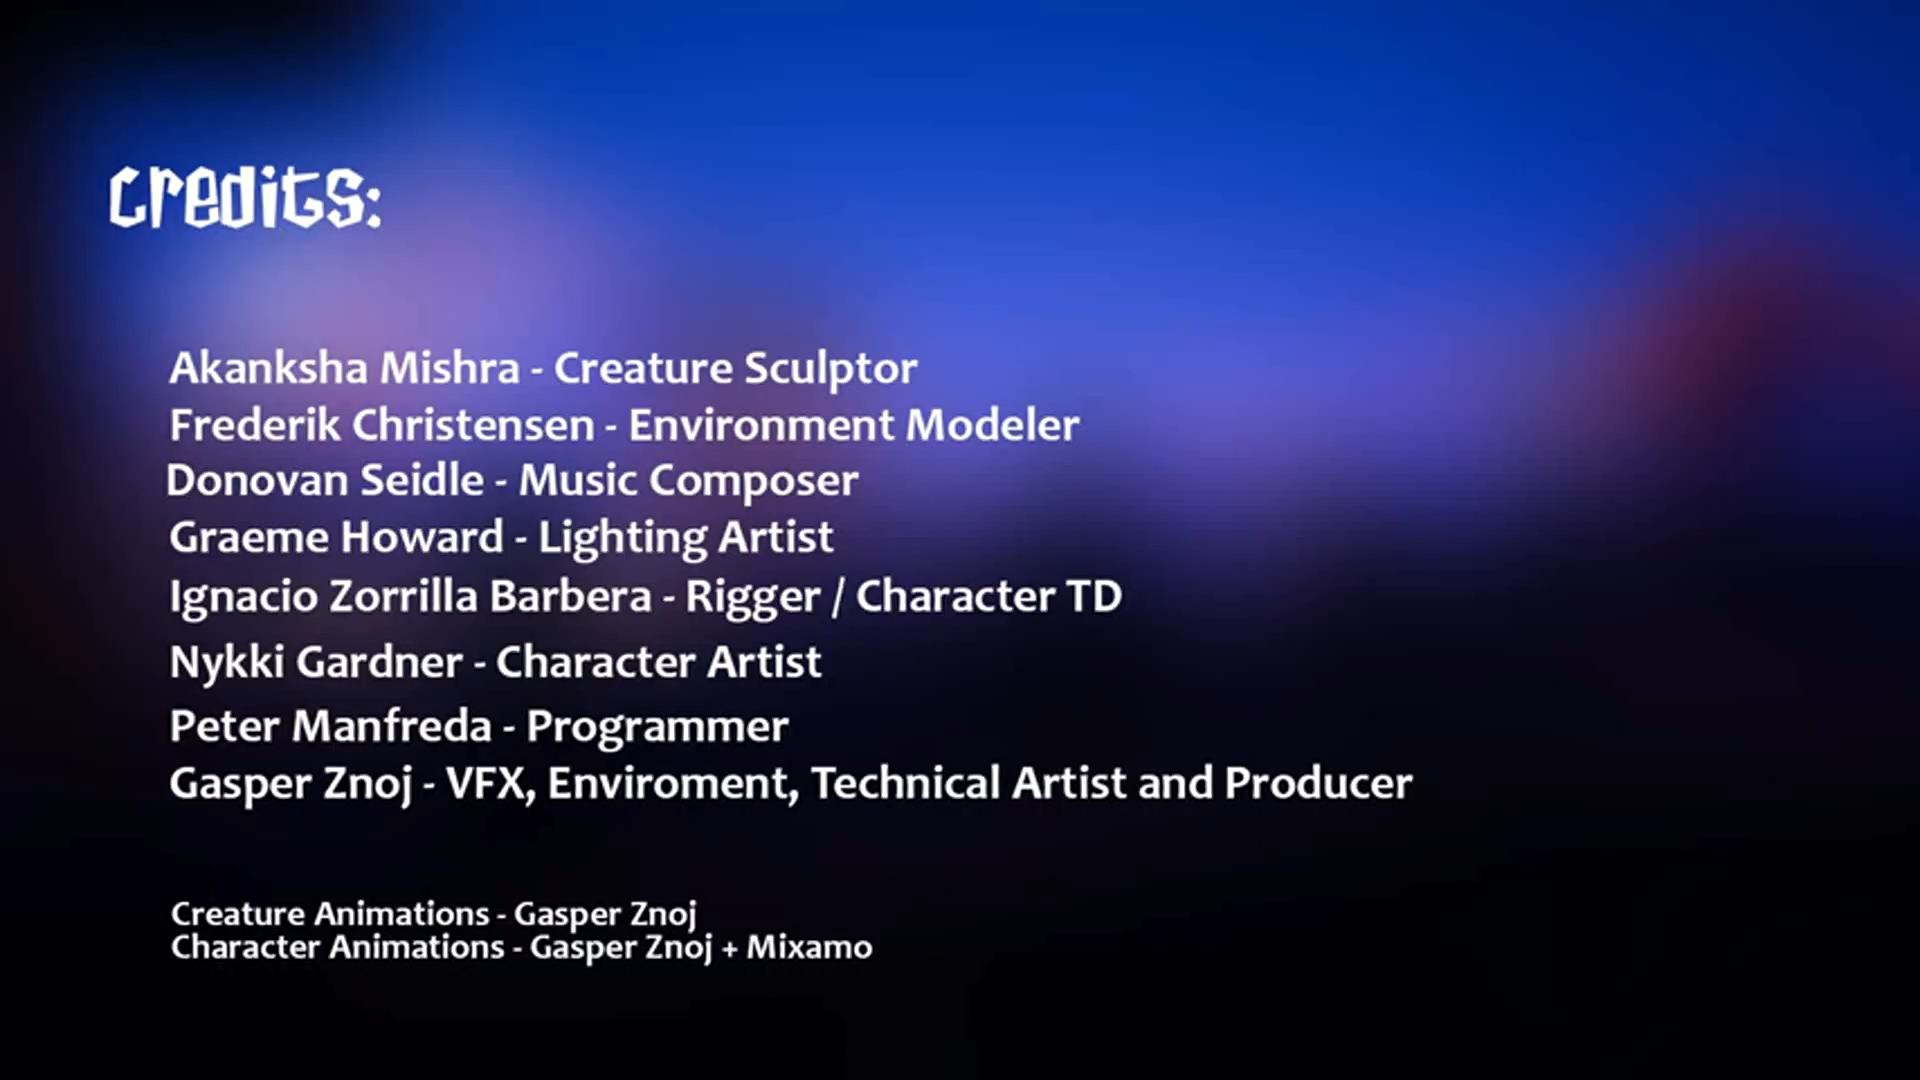 Credits:
Akanksha Mishra - Creature Sculptor
Frederik Christensen - Environment Modeler
Donovan Seidle - Music Composer
Graeme Howard - Lighting Artist
Ignacio Zorrilla Barbera - Rigger / Character TD
Nykki Gardner - Character Artist
Peter Manfreda - Programmer
Gasper Znoj - VFX, Enviroment, Technical Artist and Producer
Creature Animations - Gasper Znoj
Character Animations - Gasper Znoj + Mixamo